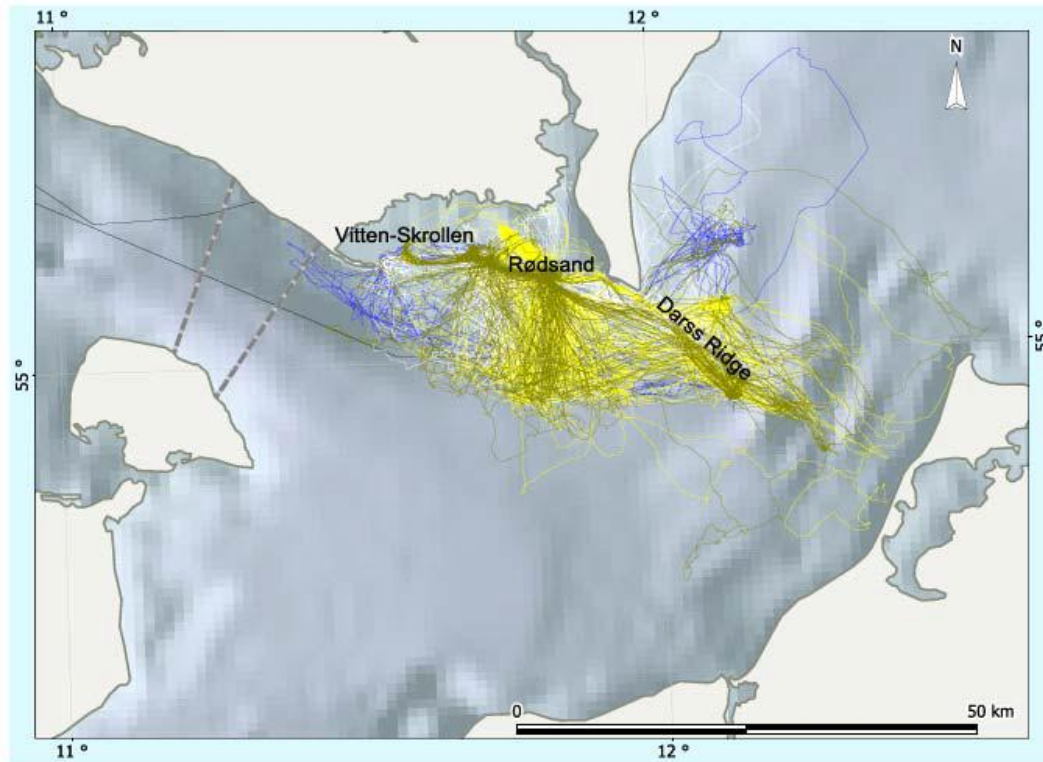 11 °
12 °
N
Vitten-Skrollen
Rødsand
Darss Ridge
55 °
55 °
0
50 km
11 °
12 °